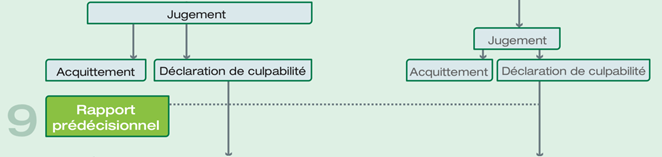 Jugement
Jugement
Acquittement
Déclaration de culpabilité
Acquittement
Déclaration de culpabilité
9
Rapport
prédécisionnel